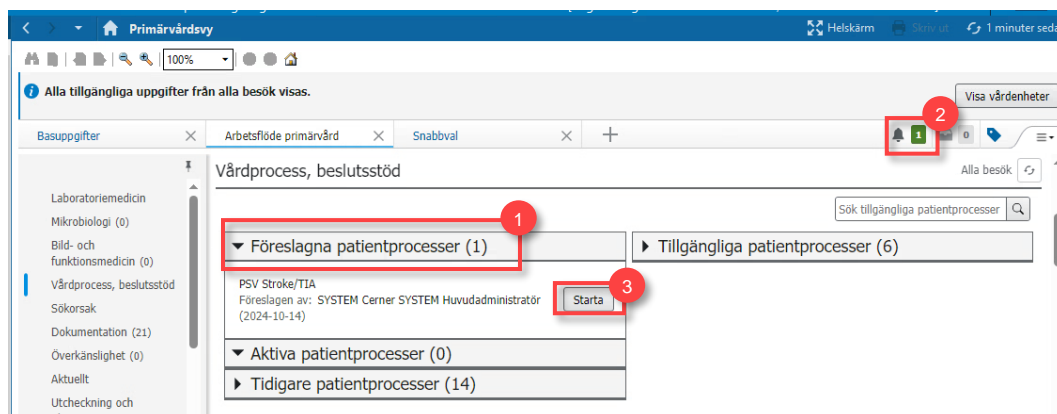 Primärvårdsvy
Helskärm
Skriv ut
1 minuter seda
100%
Alla tillgängliga uppgifter från alla besök visas.
Visa vårdenheter
2
Basuppgifter
Arbetsflöde primärvård
Snabbval
1
0
Vårdprocess, beslutsstöd
Alla besök
Laboratoriemedicin
Mikrobiologi (0)
Bild- och
funktionsmedicin (0)
Vårdprocess, beslutsstöd
Sökorsak
Dokumentation (21)
Överkänslighet (0)
Aktuellt
Utcheckning och
Sök tillgängliga patientprocesser
1
Föreslagna patientprocesser (1)
Tillgängliga patientprocesser (6)
PSV Stroke/TIA
Föreslagen av: SYSTEM Cerner SYSTEM Huvudadministratör
(2024-10-14)
3
Starta
Aktiva patientprocesser (0)
Tidigare patientprocesser (14)